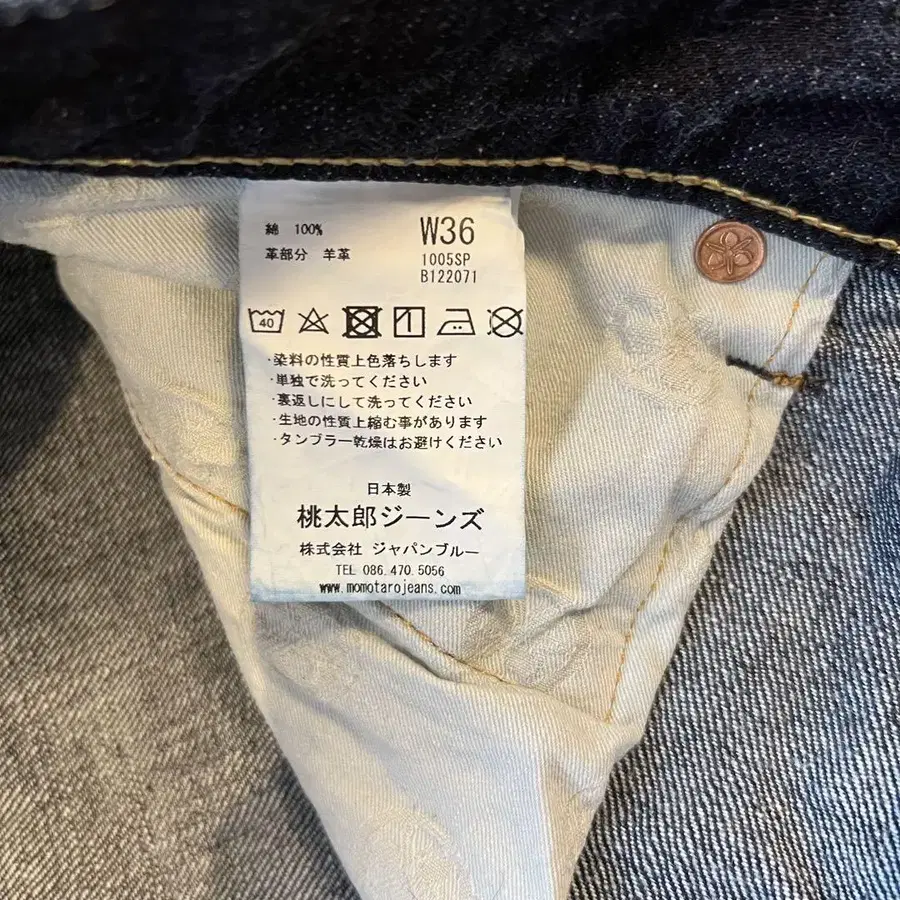 綿 100%
革部分 羊革
W36
1005SP
B122071
40
・染料の性質上色落ちします
・単独で洗ってください
・裏返しにして洗ってください
・生地の性質上縮む事があります
・タンブラー乾燥はお避けください
日本製
桃太郎ジーンズ
株式会社 ジャパンブルー
TEL 086.470.5056
www.momotarojeans.com